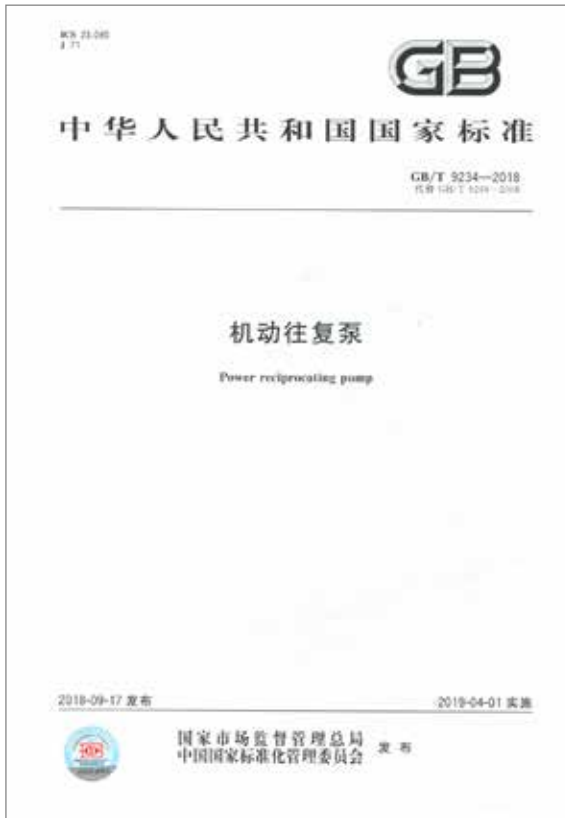 J 77
GB
中华人民共和国国家标准
GB/T 9234—2018
机动往复泵
Power reciprocating pump
2018-09-17 发布
2019-04-01 实施
国家市场监督管理总局
中国国家标准化管理委员会
发布